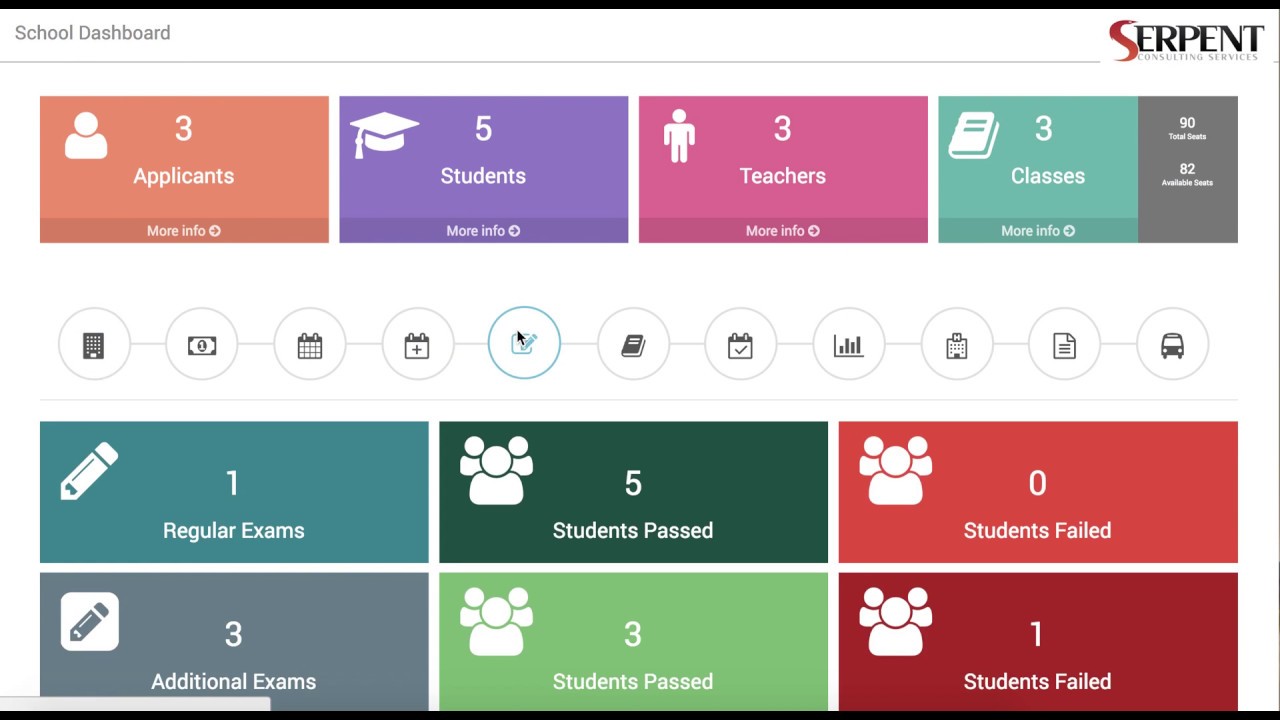 School Dashboard
SERPENT
CONSULTING SERVICES
3
Applicants
More info
5
Students
More info
3
Teachers
More info
3
Classes
More info
90
Total Seats
82
Available Seats
1
Regular Exams
5
Students Passed
0
Students Failed
3
Additional Exams
3
Students Passed
1
Students Failed